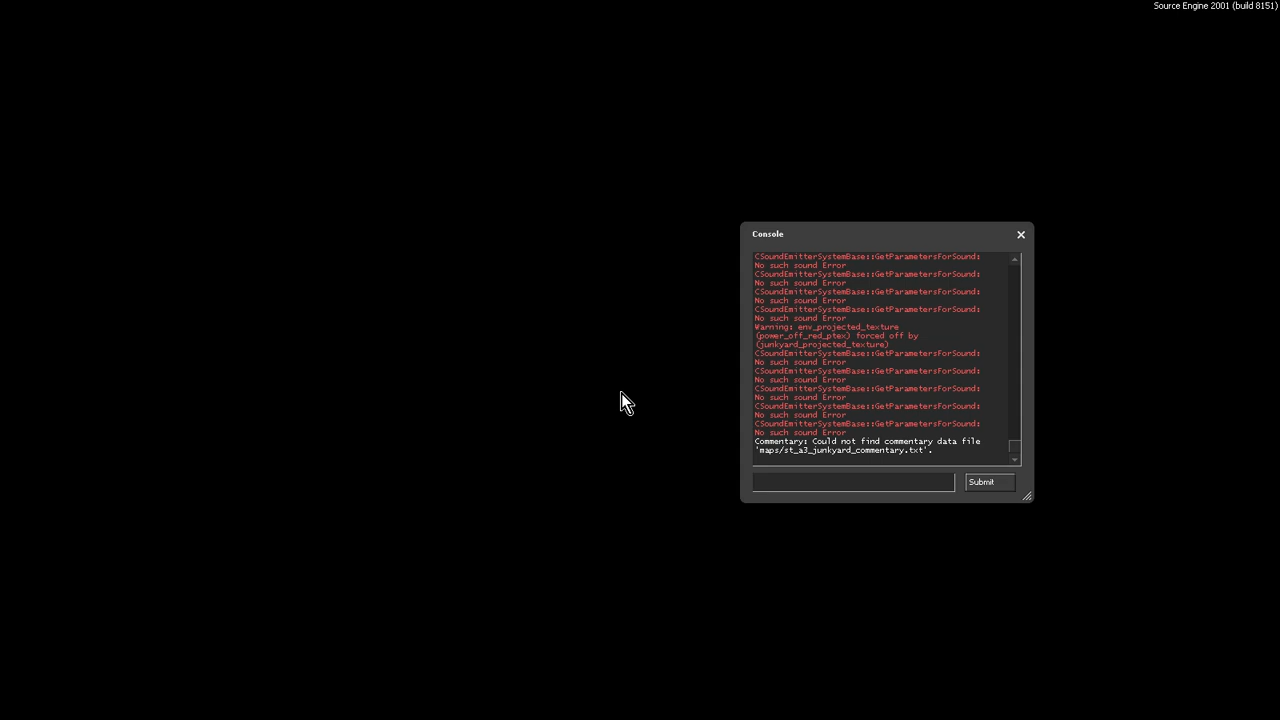 Source Engine 2001 (build 8151)
Console
CSoundEmitterSystemBase::GetParametersForSound:
No such sound Error
CSoundEmitterSystemBase::GetParametersForSound:
No such sound Error
CSoundEmitterSystemBase::GetParametersForSound:
No such sound Error
CSoundEmitterSystemBase::GetParametersForSound:
No such sound Error
Warning: env_projected_texture
(power_off_red_ptex) forced off by
(junkyard_projected_texture)
CSoundEmitterSystemBase::GetParametersForSound:
No such sound Error
CSoundEmitterSystemBase::GetParametersForSound:
No such sound Error
CSoundEmitterSystemBase::GetParametersForSound:
No such sound Error
CSoundEmitterSystemBase::GetParametersForSound:
No such sound Error
CSoundEmitterSystemBase::GetParametersForSound:
No such sound Error
Commentary: Could not find commentary data file
'maps/st_a3_junkyard_commentary.txt'.
Submit